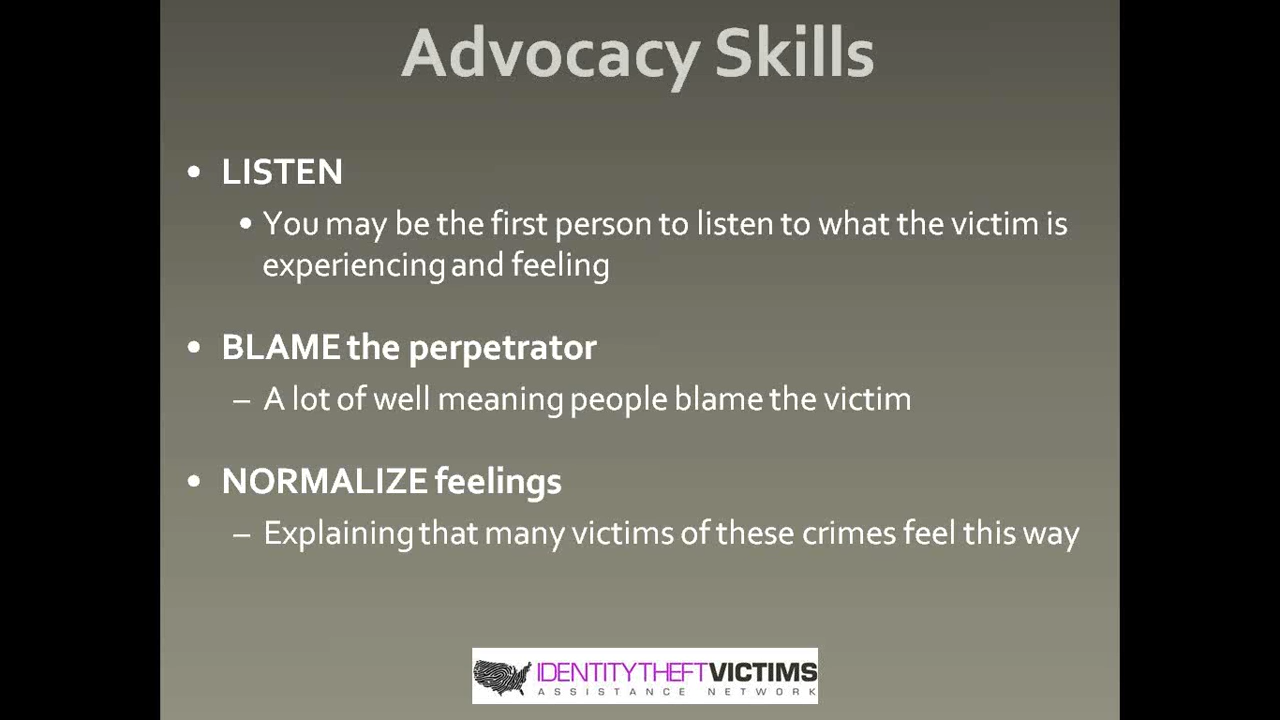 Advocacy Skills
• LISTEN
• You may be the first person to listen to what the victim is
experiencing and feeling
• BLAME the perpetrator
– A lot of well meaning people blame the victim
• NORMALIZE feelings
– Explaining that many victims of these crimes feel this way
IDENTITYTHEFTVICTIMS
ASSISTANCE NETWORK